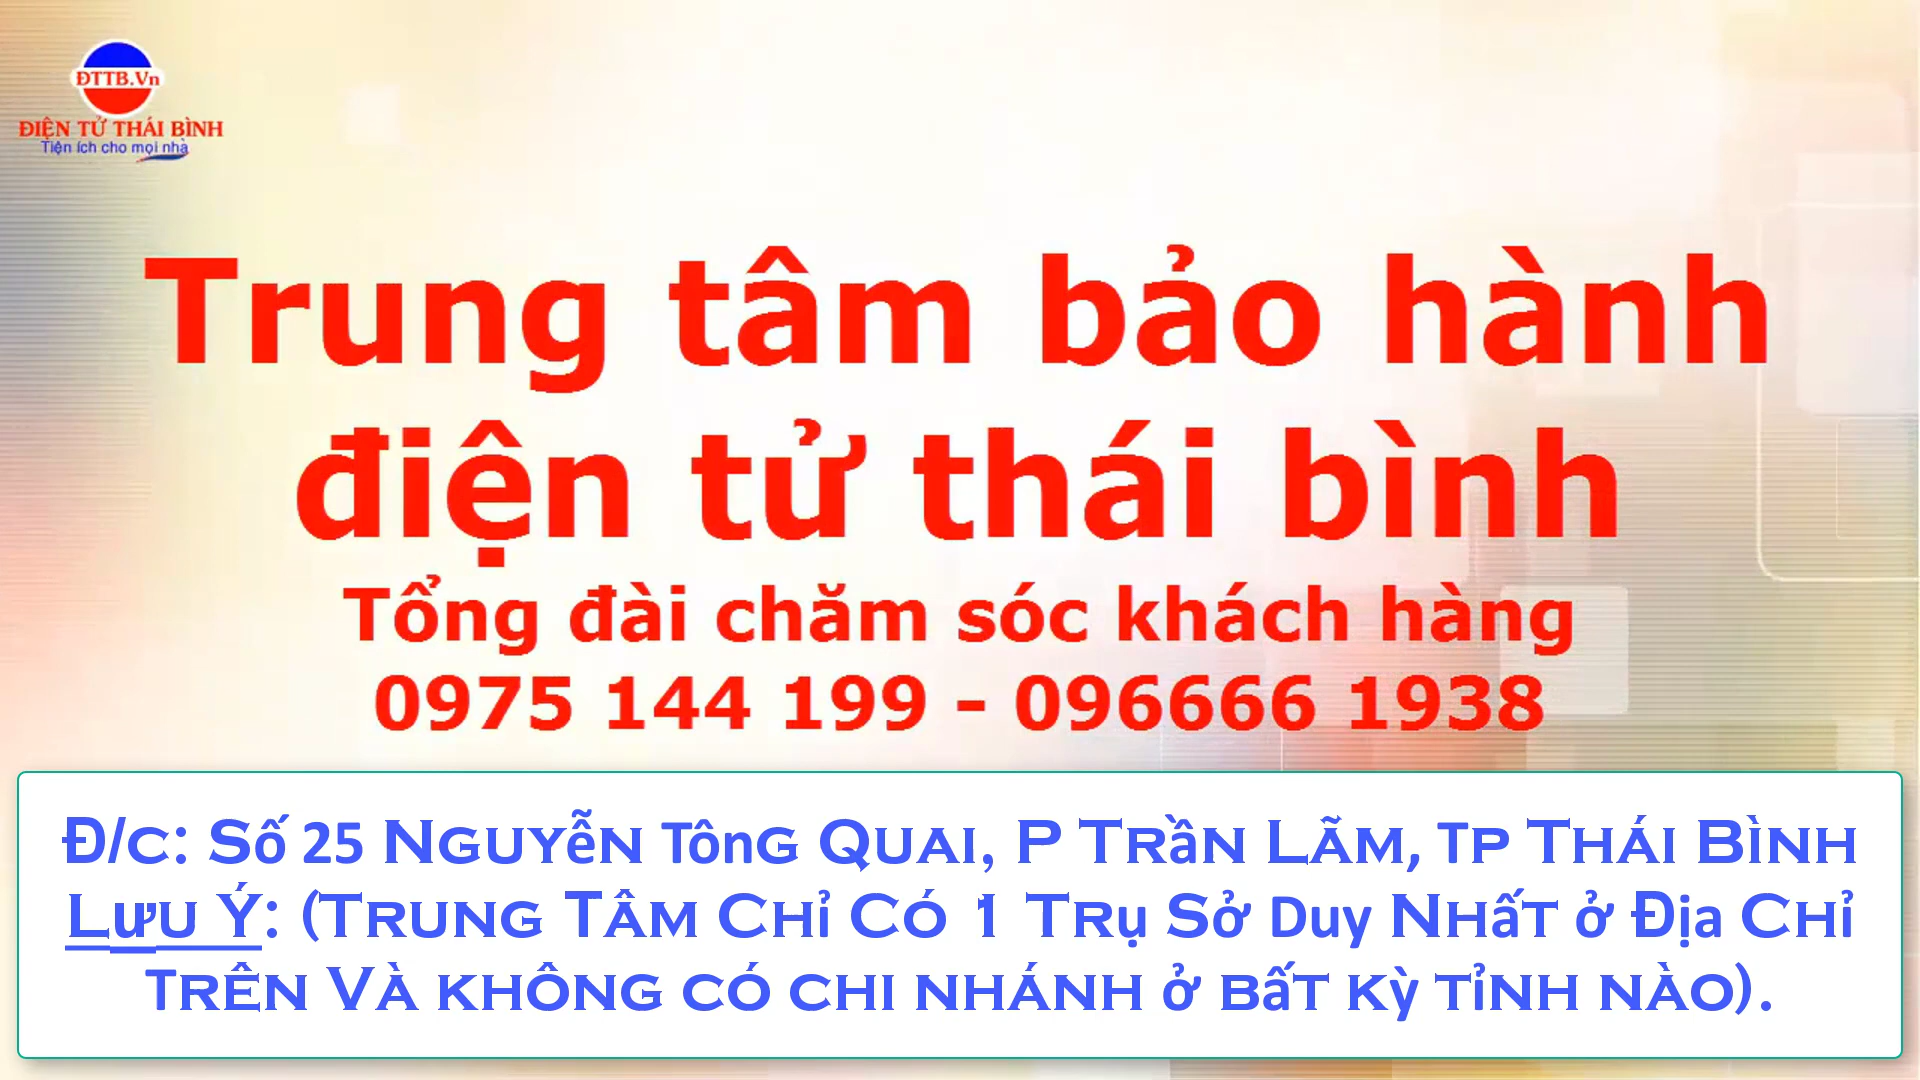 ĐTTB.Vn
ĐIỆN TỬ THÁI BÌNH
Tiện ích cho mọi nhà
Trung tâm bảo hành
điện tử thái bình
Tổng đài chăm sóc khách hàng
0975 144 199 - 096666 1938
Đ/c: Số 25 Nguyễn Tông Quai, P Trần Lãm, Tp Thái Bình
Lưu Ý: (Trung Tâm Chỉ Có 1 Trụ Sở Duy Nhất ở Địa Chỉ
Trên Và không có chi nhánh ở bất kỳ tỉnh nào).